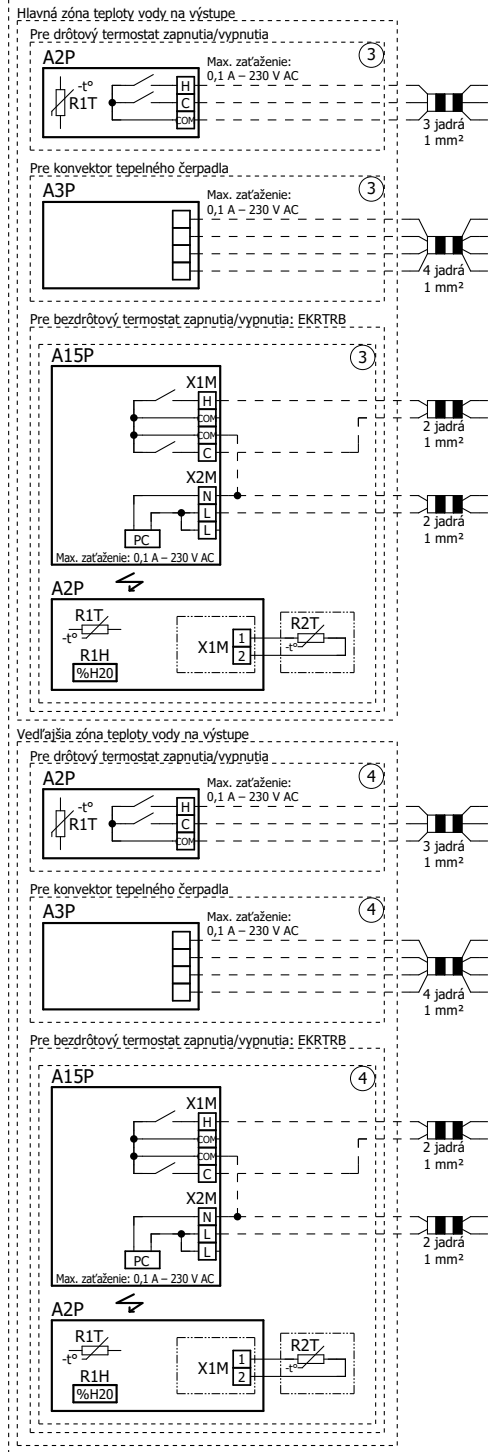 Hlavná zóna teploty vody na výstupe
Pre drôtový termostat zapnutia/vypnutia
A2P
Max. zaťaženie:
0,1 A – 230 V AC
3
-t°
R1T
H
C
COM
3 jadrá
1 mm²
Pre konvektor tepelného čerpadla
A3P
Max. zaťaženie:
0,1 A – 230 V AC
3
4 jadrá
1 mm²
Pre bezdrôtový termostat zapnutia/vypnutia: EKRTRB
A15P
3
X1M
H
COM
COM
C
2 jadrá
1 mm²
X2M
N
L
L
PC
2 jadrá
1 mm²
Max. zaťaženie: 0,1 A – 230 V AC
A2P
R1T
-t°
R1H
%H20
X1M
1
2
R2T
-t°
Vedľajšia zóna teploty vody na výstupe
Pre drôtový termostat zapnutia/vypnutia
A2P
Max. zaťaženie:
0,1 A – 230 V AC
4
-t°
R1T
H
C
COM
3 jadrá
1 mm²
Pre konvektor tepelného čerpadla
A3P
Max. zaťaženie:
0,1 A – 230 V AC
4
4 jadrá
1 mm²
Pre bezdrôtový termostat zapnutia/vypnutia: EKRTRB
A15P
4
X1M
H
COM
COM
C
2 jadrá
1 mm²
X2M
N
L
L
PC
2 jadrá
1 mm²
Max. zaťaženie: 0,1 A – 230 V AC
A2P
R1T
-t°
R1H
%H20
X1M
1
2
R2T
-t°